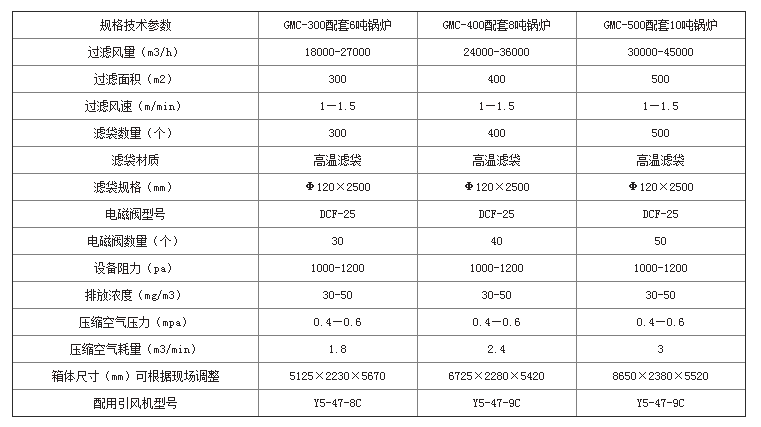 规格技术参数 GMC-300配套6吨锅炉 GMC-400配套8吨锅炉 GMC-500配套10吨锅炉
过滤风量（m3/h） 18000-27000 24000-36000 30000-45000
过滤面积（m2） 300 400 500
过滤风速（m/min） 1—1.5 1—1.5 1—1.5
滤袋数量（个） 300 400 500
滤袋材质 高温滤袋 高温滤袋 高温滤袋
滤袋规格（mm） Φ120×2500 Φ120×2500 Φ120×2500
电磁阀型号 DCF-25 DCF-25 DCF-25
电磁阀数量（个） 30 40 50
设备阻力（pa） 1000-1200 1000-1200 1000-1200
排放浓度（mg/m3） 30-50 30-50 30-50
压缩空气压力（mpa） 0.4—0.6 0.4—0.6 0.4—0.6
压缩空气耗量（m3/min） 1.8 2.4 3
箱体尺寸（mm）可根据现场调整 5125×2230×5670 6725×2280×5420 8650×2380×5520
配用引风机型号 Y5-47-8C Y5-47-9C Y5-47-9C